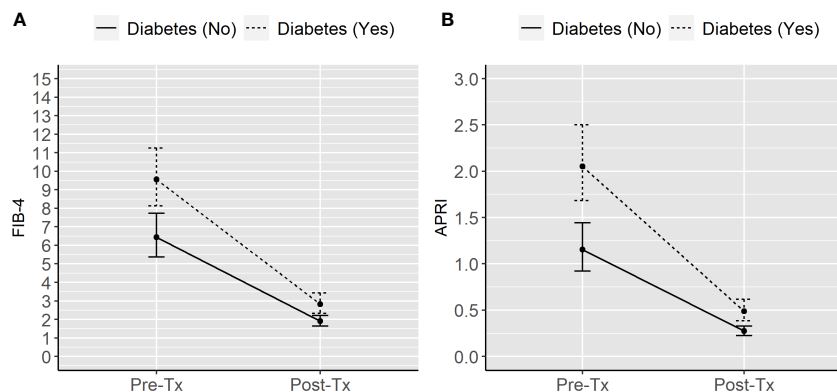 A
Diabetes (No)
Diabetes (Yes)
FIB-4
15
14
13
12
11
10
9
8
7
6
5
4
3
2
1
0
Pre-Tx
Post-Tx
B
Diabetes (No)
Diabetes (Yes)
APRI
3.0
2.5
2.0
1.5
1.0
0.5
0.0
Pre-Tx
Post-Tx